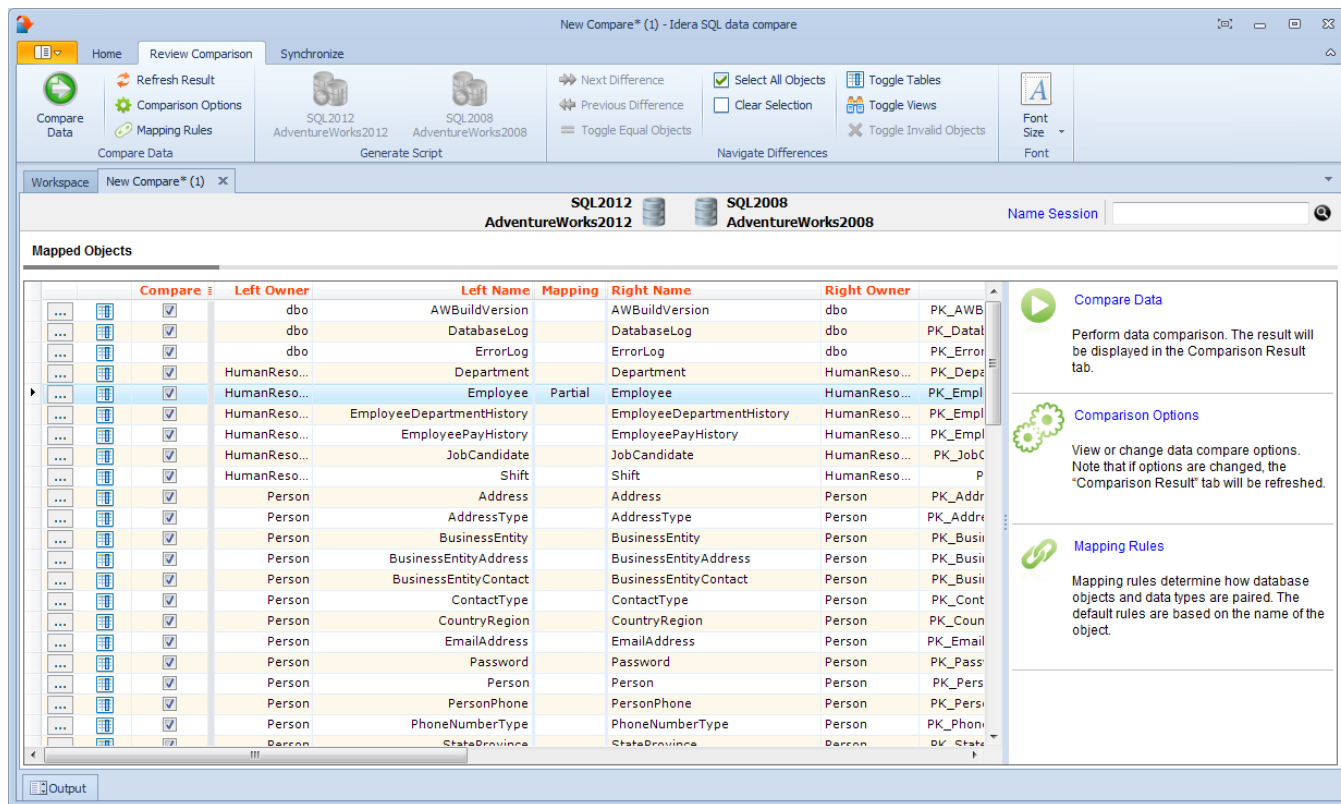 New Compare* (1) - Idera SQL data compare
Home Review Comparison Synchronize
Compare Data
Refresh Result
Comparison Options
Mapping Rules
Compare Data
SQL2012 AdventureWorks2012
SQL2008 AdventureWorks2008
Generate Script
Next Difference
Previous Difference
Toggle Equal Objects
Select All Objects
Clear Selection
Toggle Tables
Toggle Views
Toggle Invalid Objects
Navigate Differences
A
Font Size
Font
Workspace New Compare* (1)
SQL2012 SQL2008
AdventureWorks2012 AdventureWorks2008
Name Session
Mapped Objects
Compare Left Owner Left Name Mapping Right Name Right Owner
... dbo AWBuildVersion AWBuildVersion dbo PK_AWB
... dbo DatabaseLog DatabaseLog dbo PK_Datab
... dbo ErrorLog ErrorLog dbo PK_Error
... HumanReso... Department Department HumanReso... PK_Depa
... HumanReso... Employee Partial Employee HumanReso... PK_Empl
... HumanReso... EmployeeDepartmentHistory EmployeeDepartmentHistory HumanReso... PK_Empl
... HumanReso... EmployeePayHistory EmployeePayHistory HumanReso... PK_Empl
... HumanReso... JobCandidate JobCandidate HumanReso... PK_JobC
... HumanReso... Shift Shift HumanReso... P
... Person Address Address Person PK_Addr
... Person AddressType AddressType Person PK_Addre
... Person BusinessEntity BusinessEntity Person PK_Busin
... Person BusinessEntityAddress BusinessEntityAddress Person PK_Busin
... Person BusinessEntityContact BusinessEntityContact Person PK_Busin
... Person ContactType ContactType Person PK_Cont
... Person CountryRegion CountryRegion Person PK_Coun
... Person EmailAddress EmailAddress Person PK_Email
... Person Password Password Person PK_Pass
... Person Person Person Person PK_Pers
... Person PersonPhone PersonPhone Person PK_Perso
... Person PhoneNumberType PhoneNumberType Person PK_Phone
Person StateProvince StateProvince Person PK_State
Compare Data
Perform data comparison. The result will
be displayed in the Comparison Result
tab.
Comparison Options
View or change data compare options.
Note that if options are changed, the
“Comparison Result” tab will be refreshed.
Mapping Rules
Mapping rules determine how database
objects and data types are paired. The
default rules are based on the name of the
object.
Output